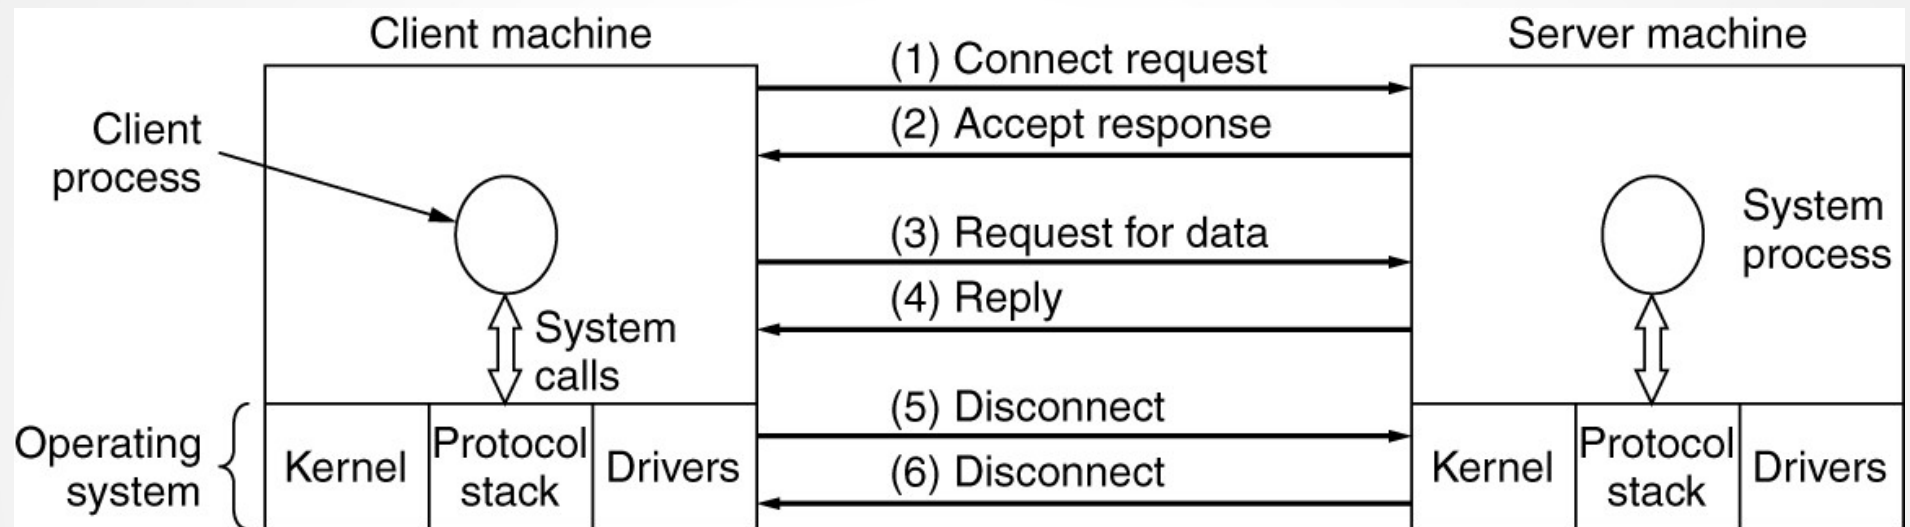 Client machine
Server machine
(1) Connect request
(2) Accept response
Client
process
(3) Request for data
(4) Reply
System
process
System
calls
(5) Disconnect
(6) Disconnect
Operating
system
Kernel
Protocol
stack
Drivers
Kernel
Protocol
stack
Drivers